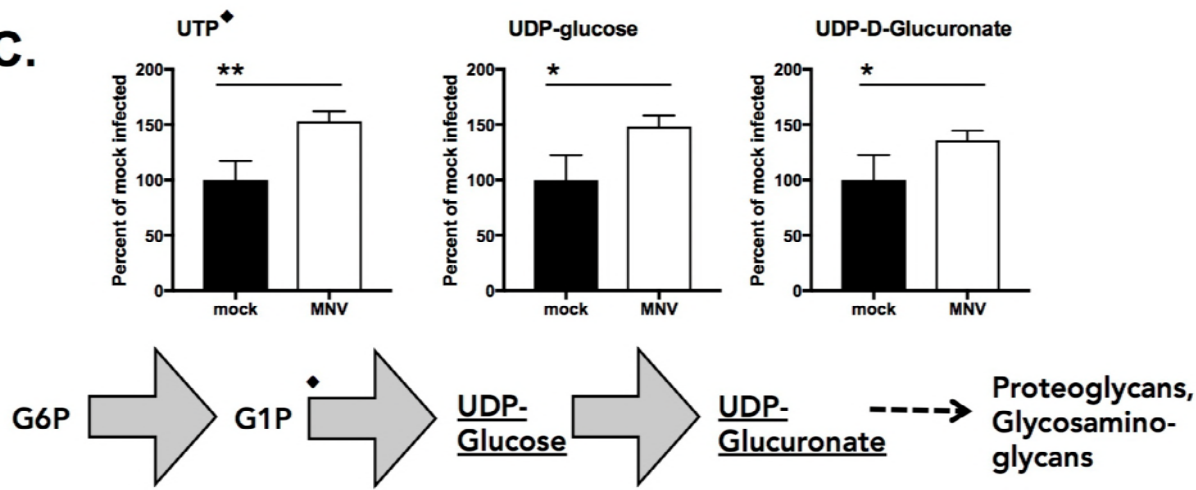 C.
UTP◆
UDP-glucose
UDP-D-Glucuronate
Percent of mock infected
200
150
100
50
0
**
mock
MNV
Percent of mock infected
200
150
100
50
0
*
mock
MNV
Percent of mock infected
200
150
100
50
0
*
mock
MNV
G6P
G1P
◆
UDP-
Glucose
UDP-
Glucuronate
Proteoglycans,
Glycosamino-
glycans